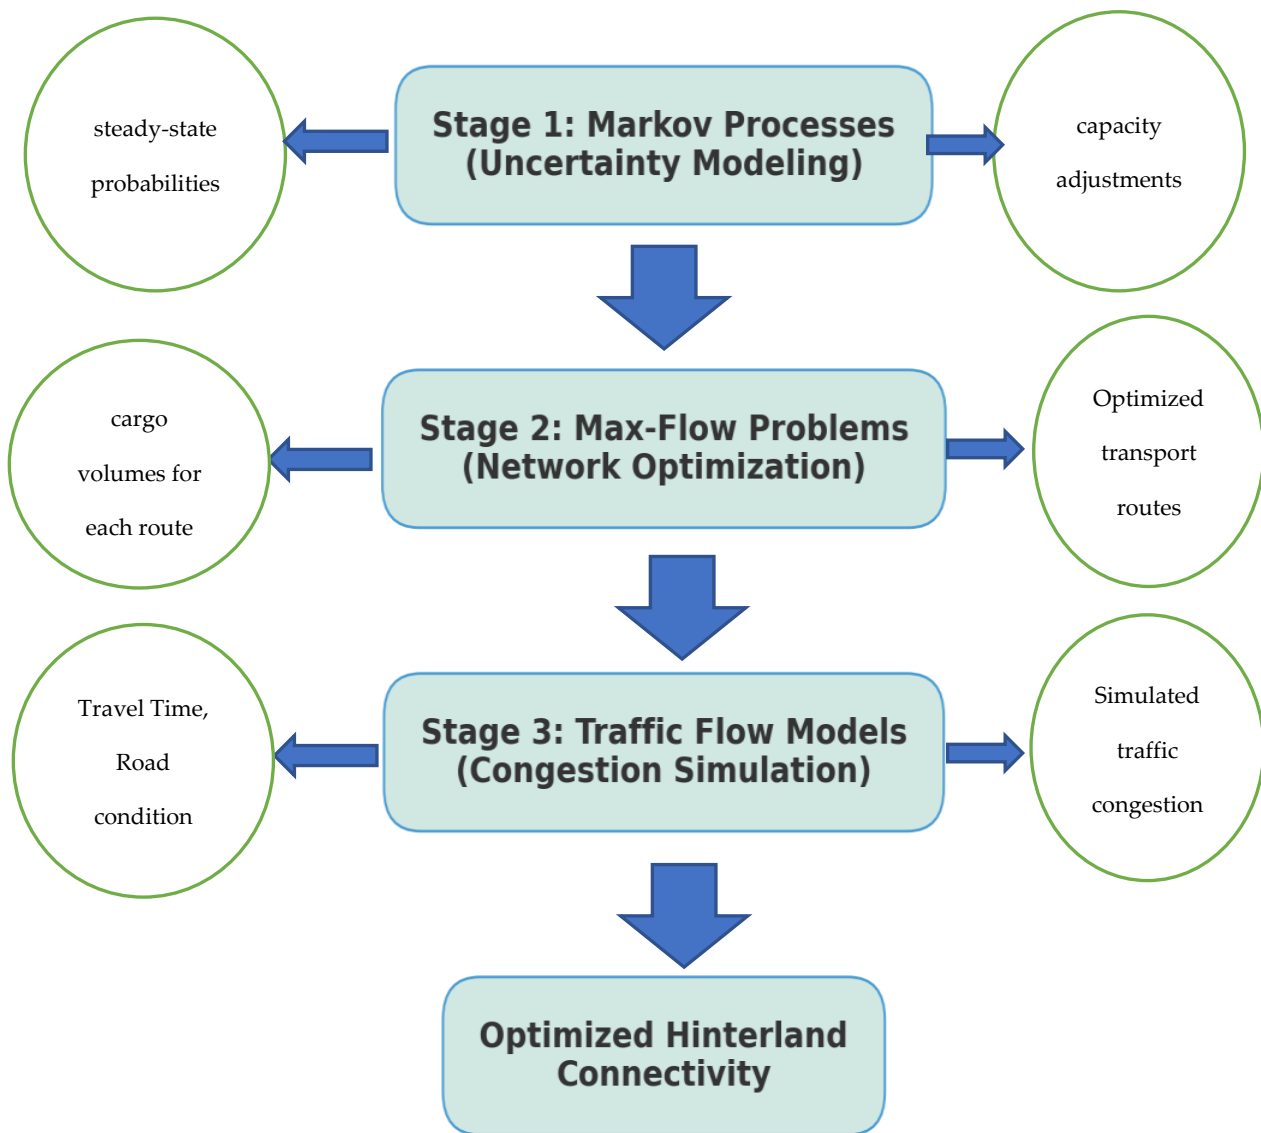 steady-state
probabilities
Stage 1: Markov Processes
(Uncertainty Modeling)
capacity
adjustments
cargo
volumes for
each route
Stage 2: Max-Flow Problems
(Network Optimization)
Optimized
transport
routes
Travel Time,
Road
condition
Stage 3: Traffic Flow Models
(Congestion Simulation)
Simulated
traffic
congestion
Optimized Hinterland
Connectivity